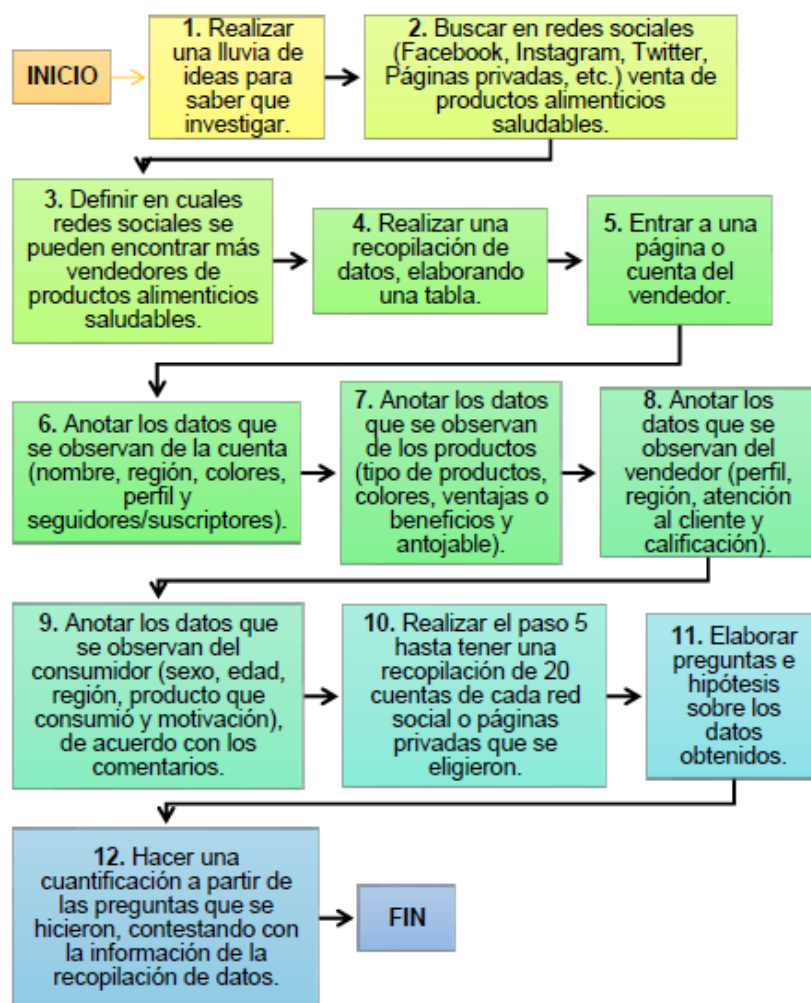 INICIO
1. Realizar
una lluvia de
ideas para
saber que
investigar.
2. Buscar en redes sociales
(Facebook, Instagram, Twitter,
Páginas privadas, etc.) venta de
productos alimenticios
saludables.
3. Definir en cuales
redes sociales se
pueden encontrar más
vendedores de
productos alimenticios
saludables.
4. Realizar una
recopilación de
datos, elaborando
una tabla.
5. Entrar a una
página o
cuenta del
vendedor.
6. Anotar los datos que
se observan de la cuenta
(nombre, región, colores,
perfil y
seguidores/suscriptores).
7. Anotar los datos
que se observan
de los productos
(tipo de productos,
colores, ventajas o
beneficios y
antojable).
8. Anotar los
datos que se
observan del
vendedor (perfil,
región, atención
al cliente y
calificación).
9. Anotar los datos que
se observan del
consumidor (sexo, edad,
región, producto que
consumió y motivación),
de acuerdo con los
comentarios.
10. Realizar el paso 5
hasta tener una
recopilación de 20
cuentas de cada red
social o páginas
privadas que se
eligieron.
11. Elaborar
preguntas e
hipótesis
sobre los
datos
obtenidos.
12. Hacer una
cuantificación a partir de
las preguntas que se
hicieron, contestando con
la información de la
recopilación de datos.
FIN